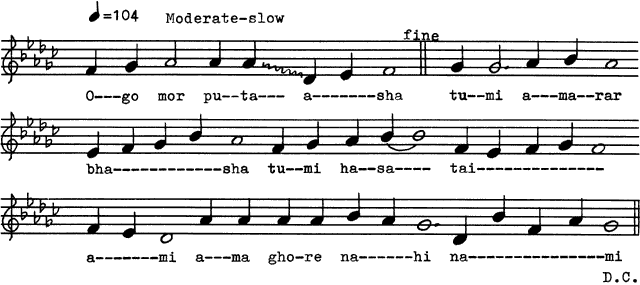 ♩=104 Moderate-slow
fine
O---go mor pu--ta--- a-------sha tu--mi a---ma--rar
bha-------------sha tu--mi ha--sa---- tai---------------
a-------mi a---ma gho-re na------hi na----------------mi
D.C.